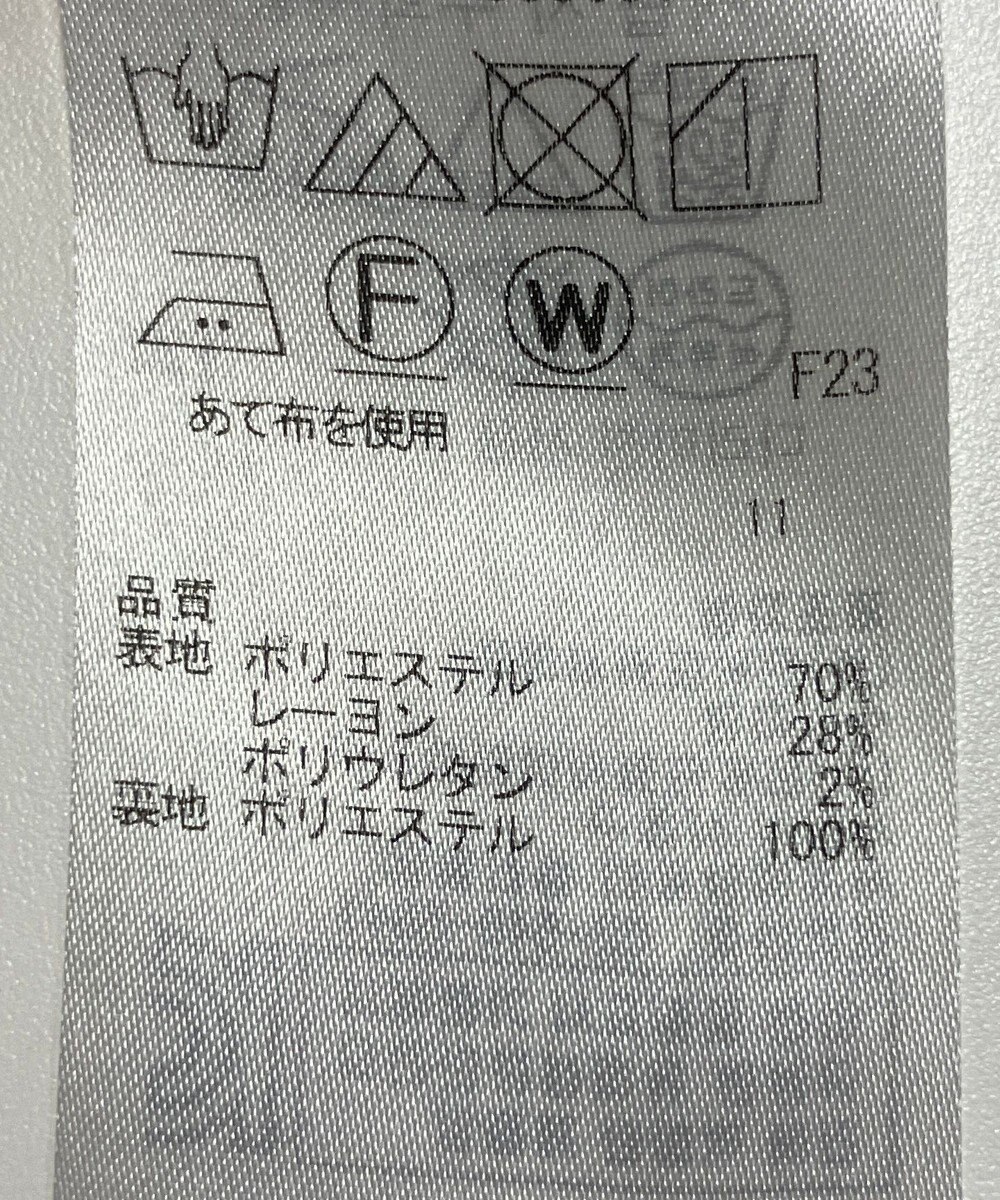 F W
F23
あて布を使用
11
品質
表地 ポリエステル 70%
レーヨン 28%
ポリウレタン 2%
裏地 ポリエステル 100%